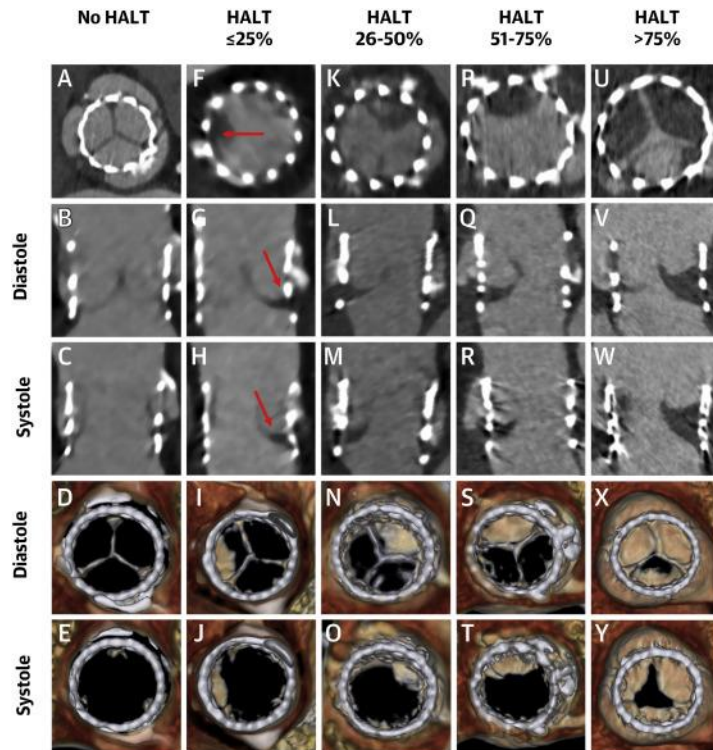 No HALT HALT HALT HALT HALT
≤25% 26-50% 51-75% >75%
A F K P U
Diastole B G L Q V
Systole C H M R W
Diastole D I N S X
Systole E J O T Y